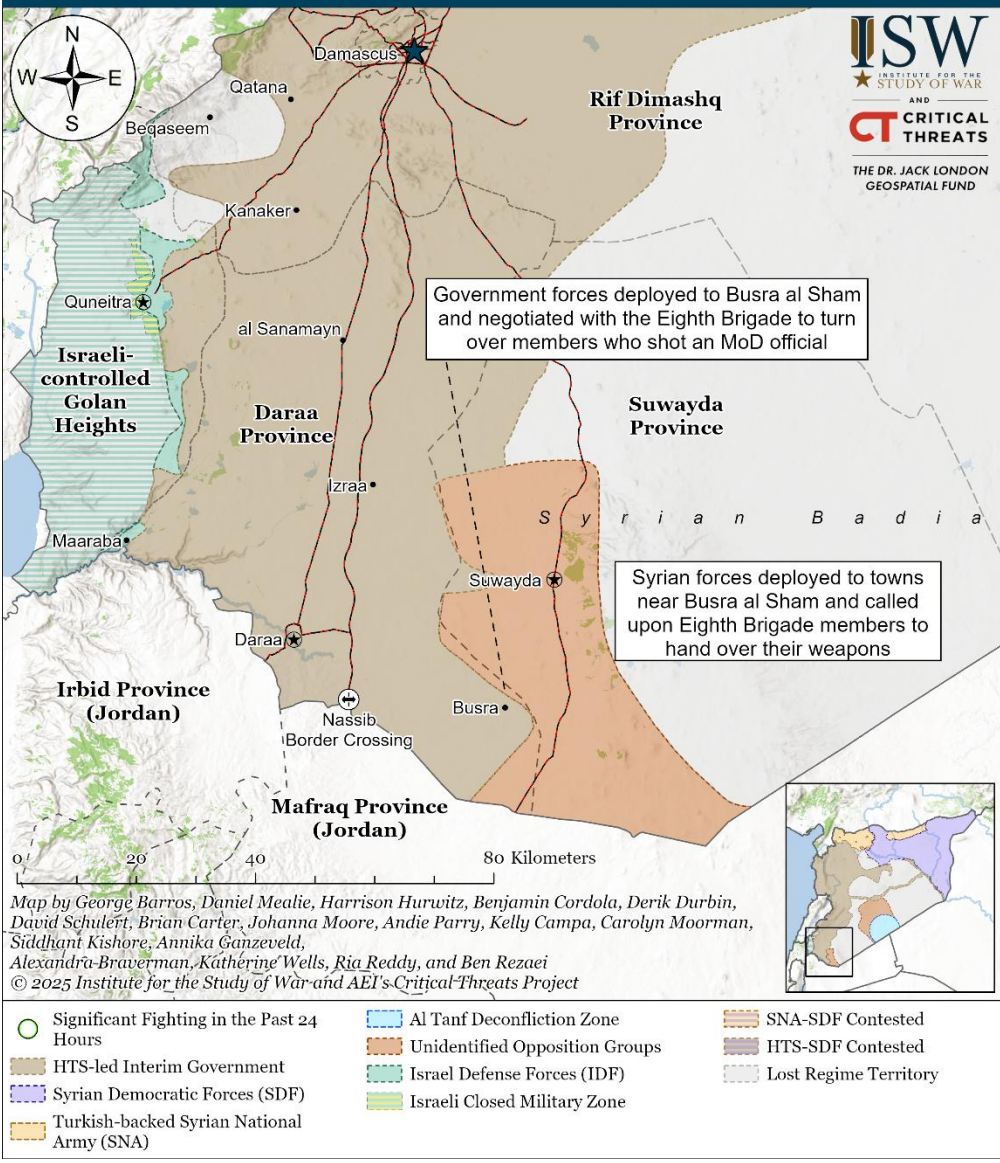 N
W E
S
Damascus
Qatana
Beqaseem
Rif Dimashq
Province
ISW
INSTITUTE FOR THE
STUDY OF WAR
AND
CT CRITICAL
THREATS
THE DR. JACK LONDON
GEOSPATIAL FUND
Kanaker
Quneitra
al Sanamayn
Government forces deployed to Busra al Sham
and negotiated with the Eighth Brigade to turn
over members who shot an MoD official
Israeli-
controlled
Golan
Heights
Daraa
Province
Suwayda
Province
Izraa
Syrian Badia
Maaraba
Suwayda
Syrian forces deployed to towns
near Busra al Sham and called
upon Eighth Brigade members to
hand over their weapons
Daraa
Irbid Province
(Jordan)
Busra
Nassib
Border Crossing
Mafraq Province
(Jordan)
0 20 40 80 Kilometers
Map by George Barros, Daniel Mealie, Harrison Hurwitz, Benjamin Cordola, Derik Durbin,
David Schulert, Brian Carter, Johanna Moore, Andie Parry, Kelly Campa, Carolyn Moorman,
Siddhant Kishore, Annika Ganzeveld,
Alexandra Braverman, Katherine Wells, Ria Reddy, and Ben Rezaei
© 2025 Institute for the Study of War and AEI's Critical Threats Project
Significant Fighting in the Past 24
Hours
HTS-led Interim Government
Syrian Democratic Forces (SDF)
Turkish-backed Syrian National
Army (SNA)
Al Tanf Deconfliction Zone
Unidentified Opposition Groups
Israel Defense Forces (IDF)
Israeli Closed Military Zone
SNA-SDF Contested
HTS-SDF Contested
Lost Regime Territory